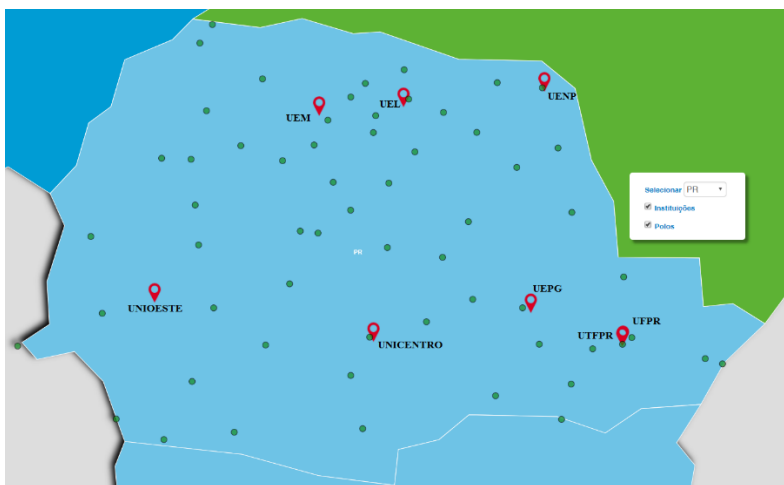 UEL
UENP
UEM
Selecionar PR
Instituições
Polos
PR
UNIOESTE
UEPG
UFPR
UTFPR
UNICENTRO